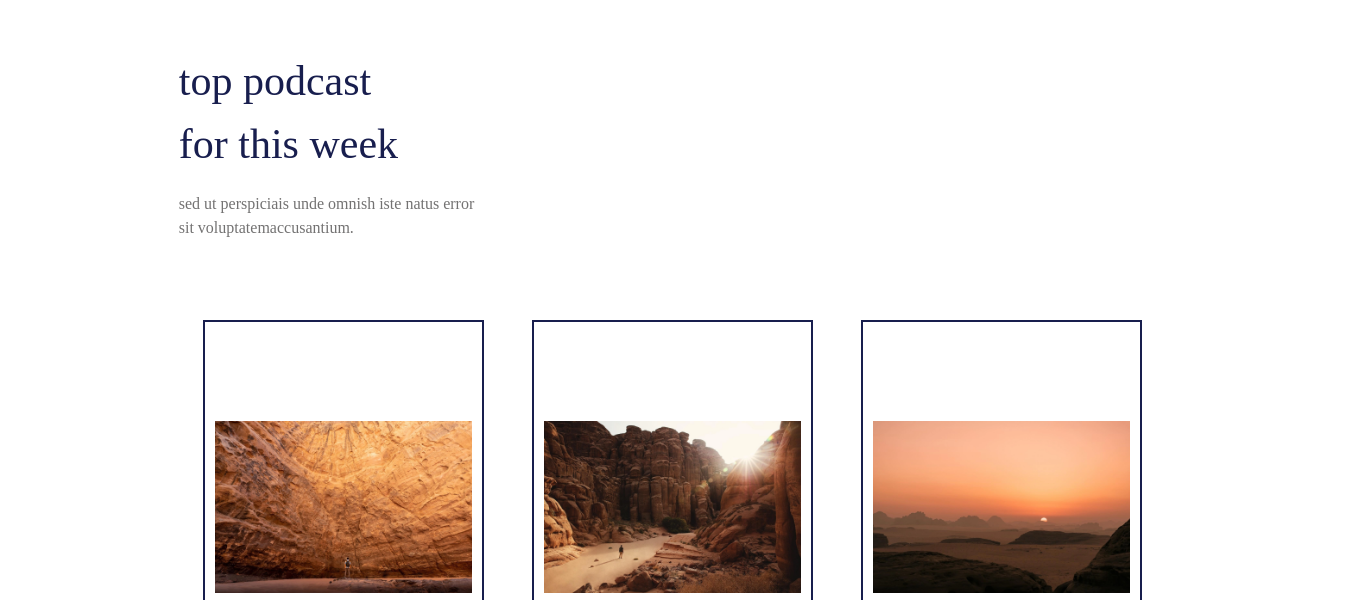 top podcast
for this week
sed ut perspiciais unde omnish iste natus error
sit voluptatemaccusantium.